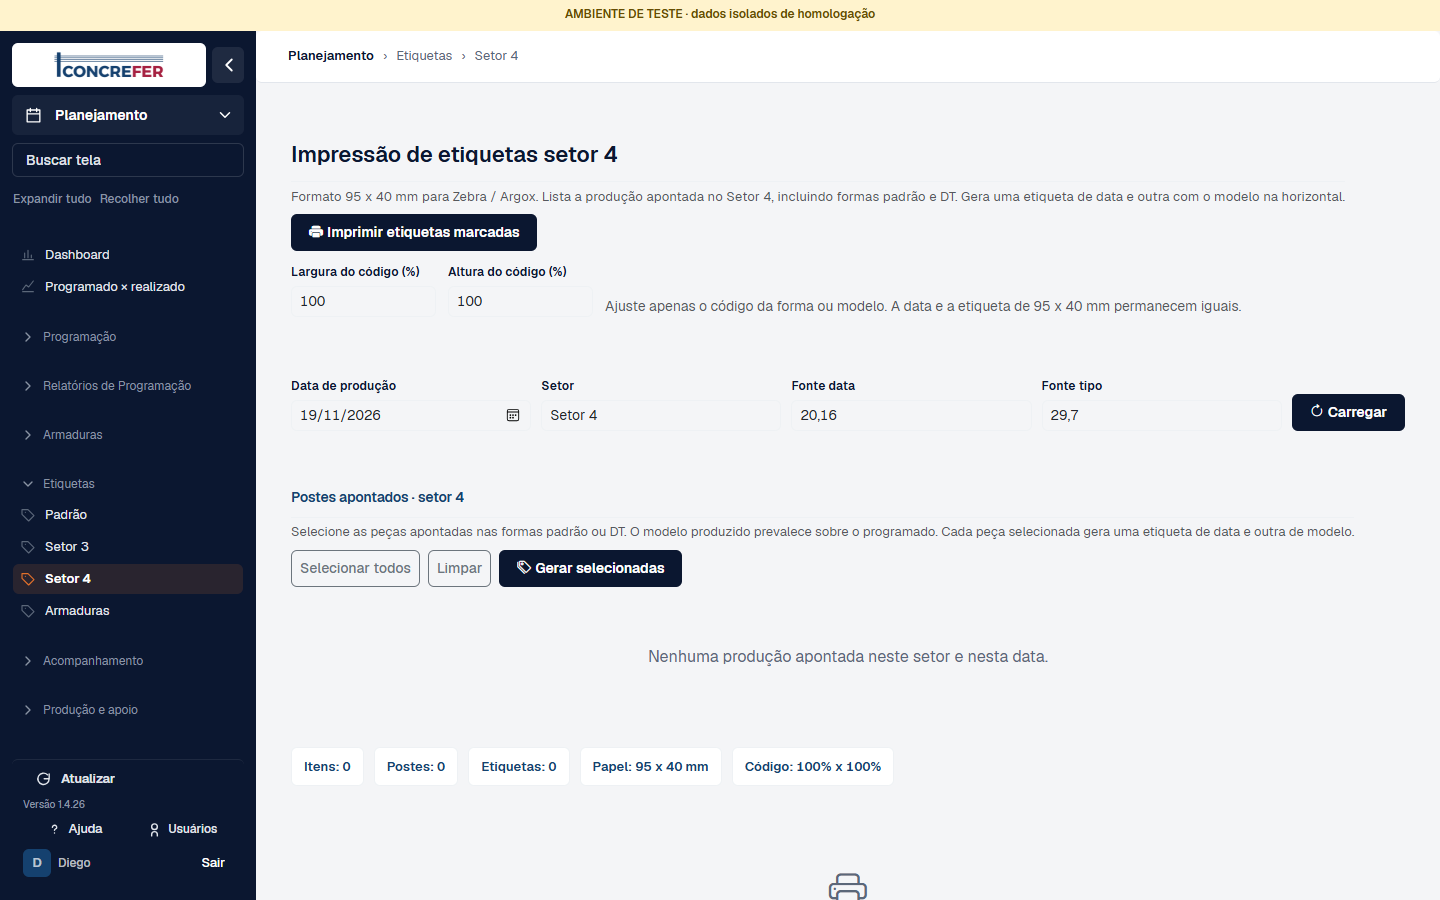 AMBIENTE DE TESTE · dados isolados de homologação
CONCREFER
Planejamento
Buscar tela
Expandir tudo Recolher tudo
Dashboard
Programado × realizado
Programação
Relatórios de Programação
Armaduras
Etiquetas
Padrão
Setor 3
Setor 4
Armaduras
Acompanhamento
Produção e apoio
Atualizar
Versão 1.4.26
? Ajuda Usuários
D Diego Sair
Planejamento › Etiquetas › Setor 4
Impressão de etiquetas setor 4
Formato 95 x 40 mm para Zebra / Argox. Lista a produção apontada no Setor 4, incluindo formas padrão e DT. Gera uma etiqueta de data e outra com o modelo na horizontal.
Imprimir etiquetas marcadas
Largura do código (%) Altura do código (%)
100 100 Ajuste apenas o código da forma ou modelo. A data e a etiqueta de 95 x 40 mm permanecem iguais.
Data de produção Setor Fonte data Fonte tipo
19/11/2026 Setor 4 20,16 29,7 Carregar
Postes apontados · setor 4
Selecione as peças apontadas nas formas padrão ou DT. O modelo produzido prevalece sobre o programado. Cada peça selecionada gera uma etiqueta de data e outra de modelo.
Selecionar todos Limpar Gerar selecionadas
Nenhuma produção apontada neste setor e nesta data.
Itens: 0 Postes: 0 Etiquetas: 0 Papel: 95 x 40 mm Código: 100% x 100%